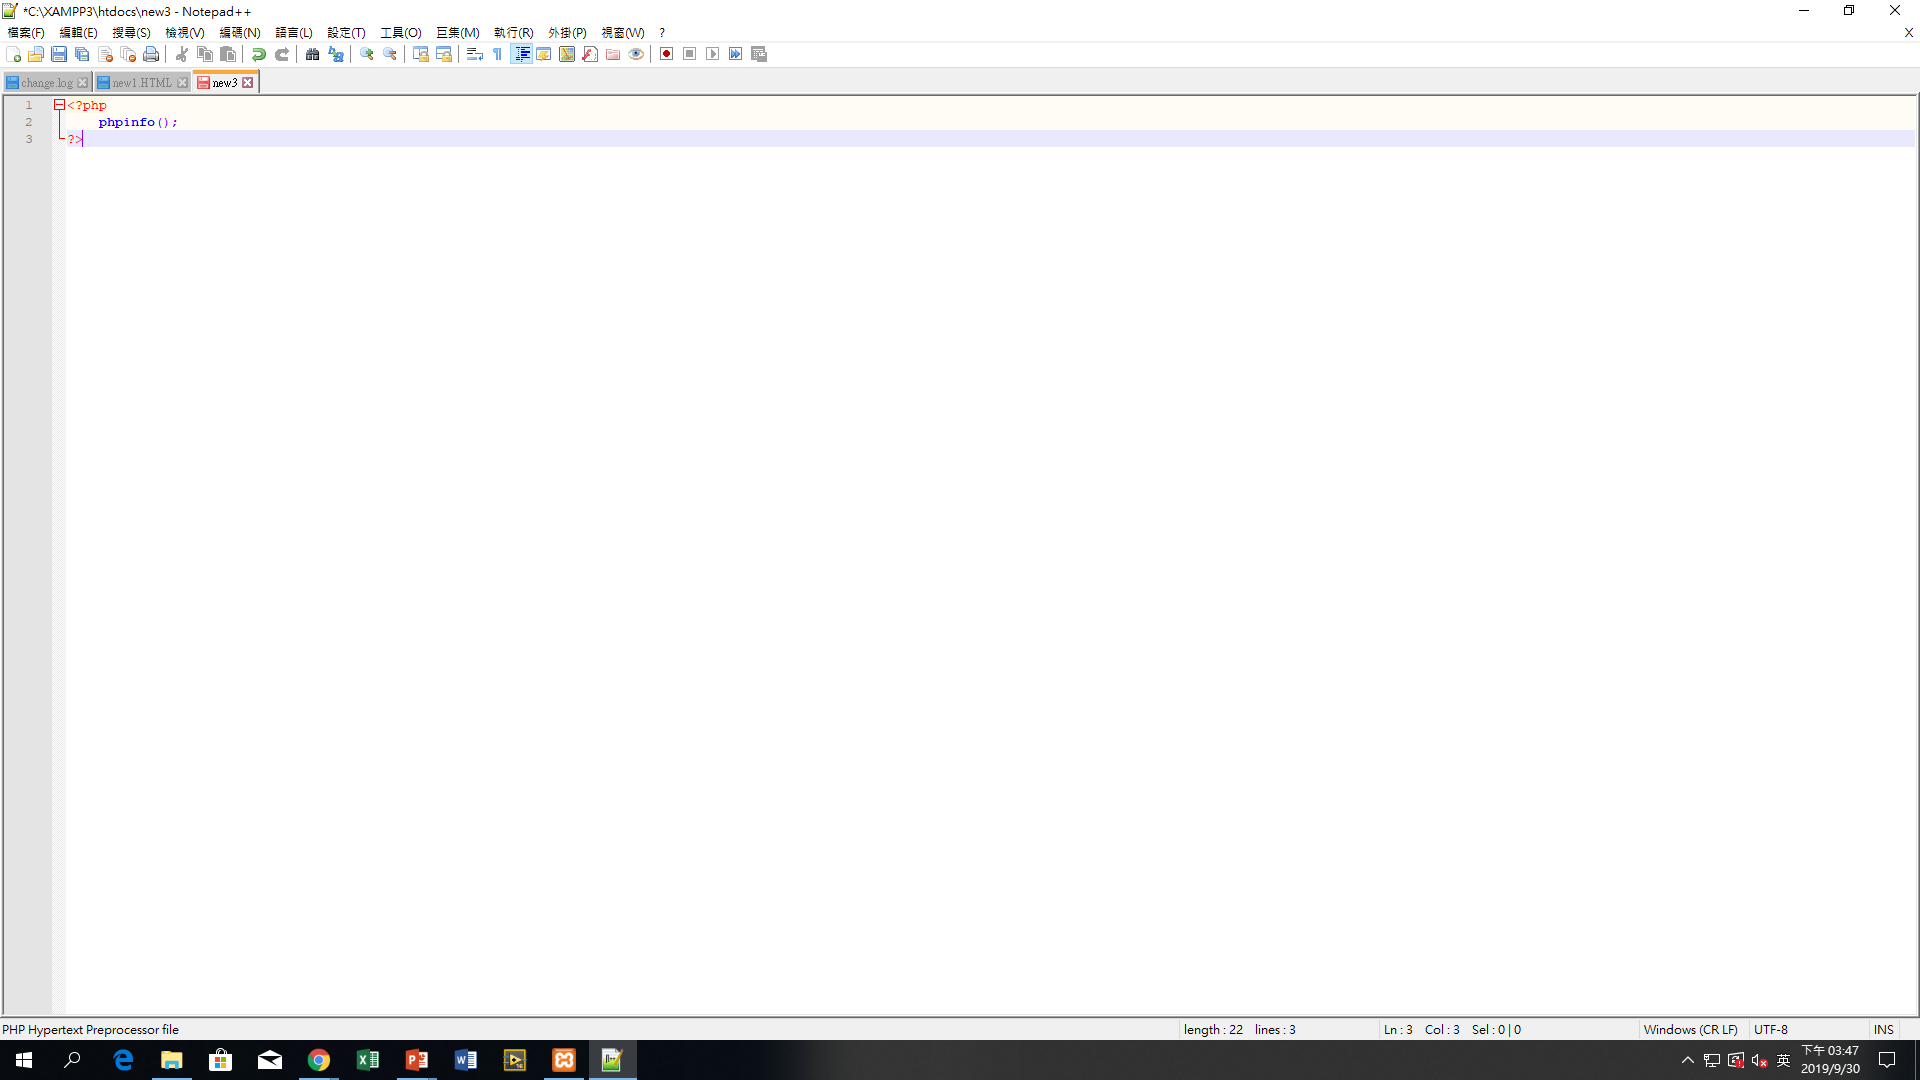 *C:\XAMPP3\htdocs\new3 - Notepad++
檔案(F) 編輯(E) 搜尋(S) 檢視(V) 編碼(N) 語言(L) 設定(T) 工具(O) 巨集(M) 執行(R) 外掛(P) 視窗(W) ? X
change.log new1.HTML new3
1 <?php
2 phpinfo();
3 ?>
PHP Hypertext Preprocessor file length : 22 lines : 3 Ln : 3 Col : 3 Sel : 0 | 0 Windows (CR LF) UTF-8 INS
英 下午 03:47
2019/9/30